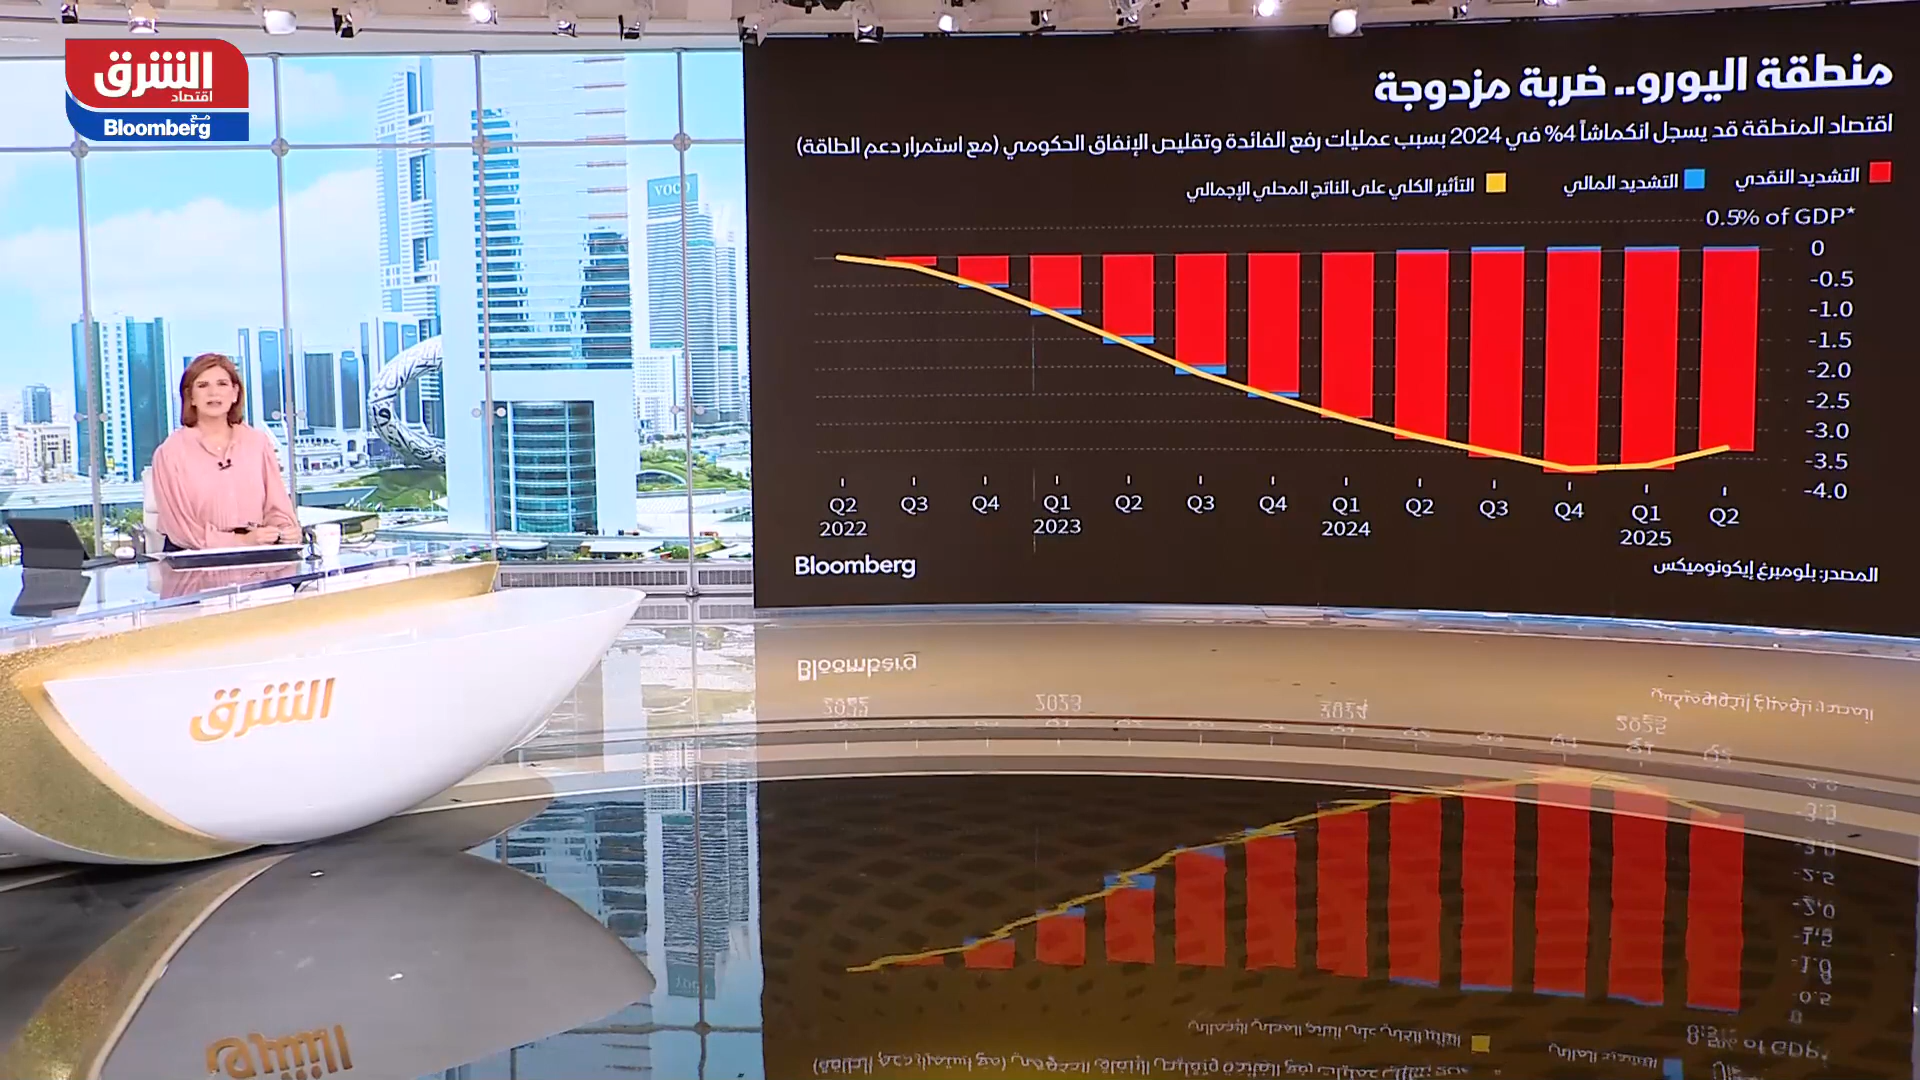 الشرق
اقتصاد
مع
Bloomberg
VOCO
منطقة اليورو.. ضربة مزدوجة
اقتصاد المنطقة قد يسجل انكماشاً 4% في 2024 بسبب عمليات رفع الفائدة وتقليص الإنفاق الحكومي (مع استمرار دعم الطاقة)
التشديد النقدي التشديد المالي التأثير الكلي على الناتج المحلي الإجمالي
0.5% of GDP*
0
-0.5
-1.0
-1.5
-2.0
-2.5
-3.0
-3.5
-4.0
Q2 Q3 Q4 Q1 Q2 Q3 Q4 Q1 Q2 Q3 Q4 Q1 Q2
2022 2023 2024 2025
Bloomberg
المصدر: بلومبرغ إيكونوميكس
الشرق